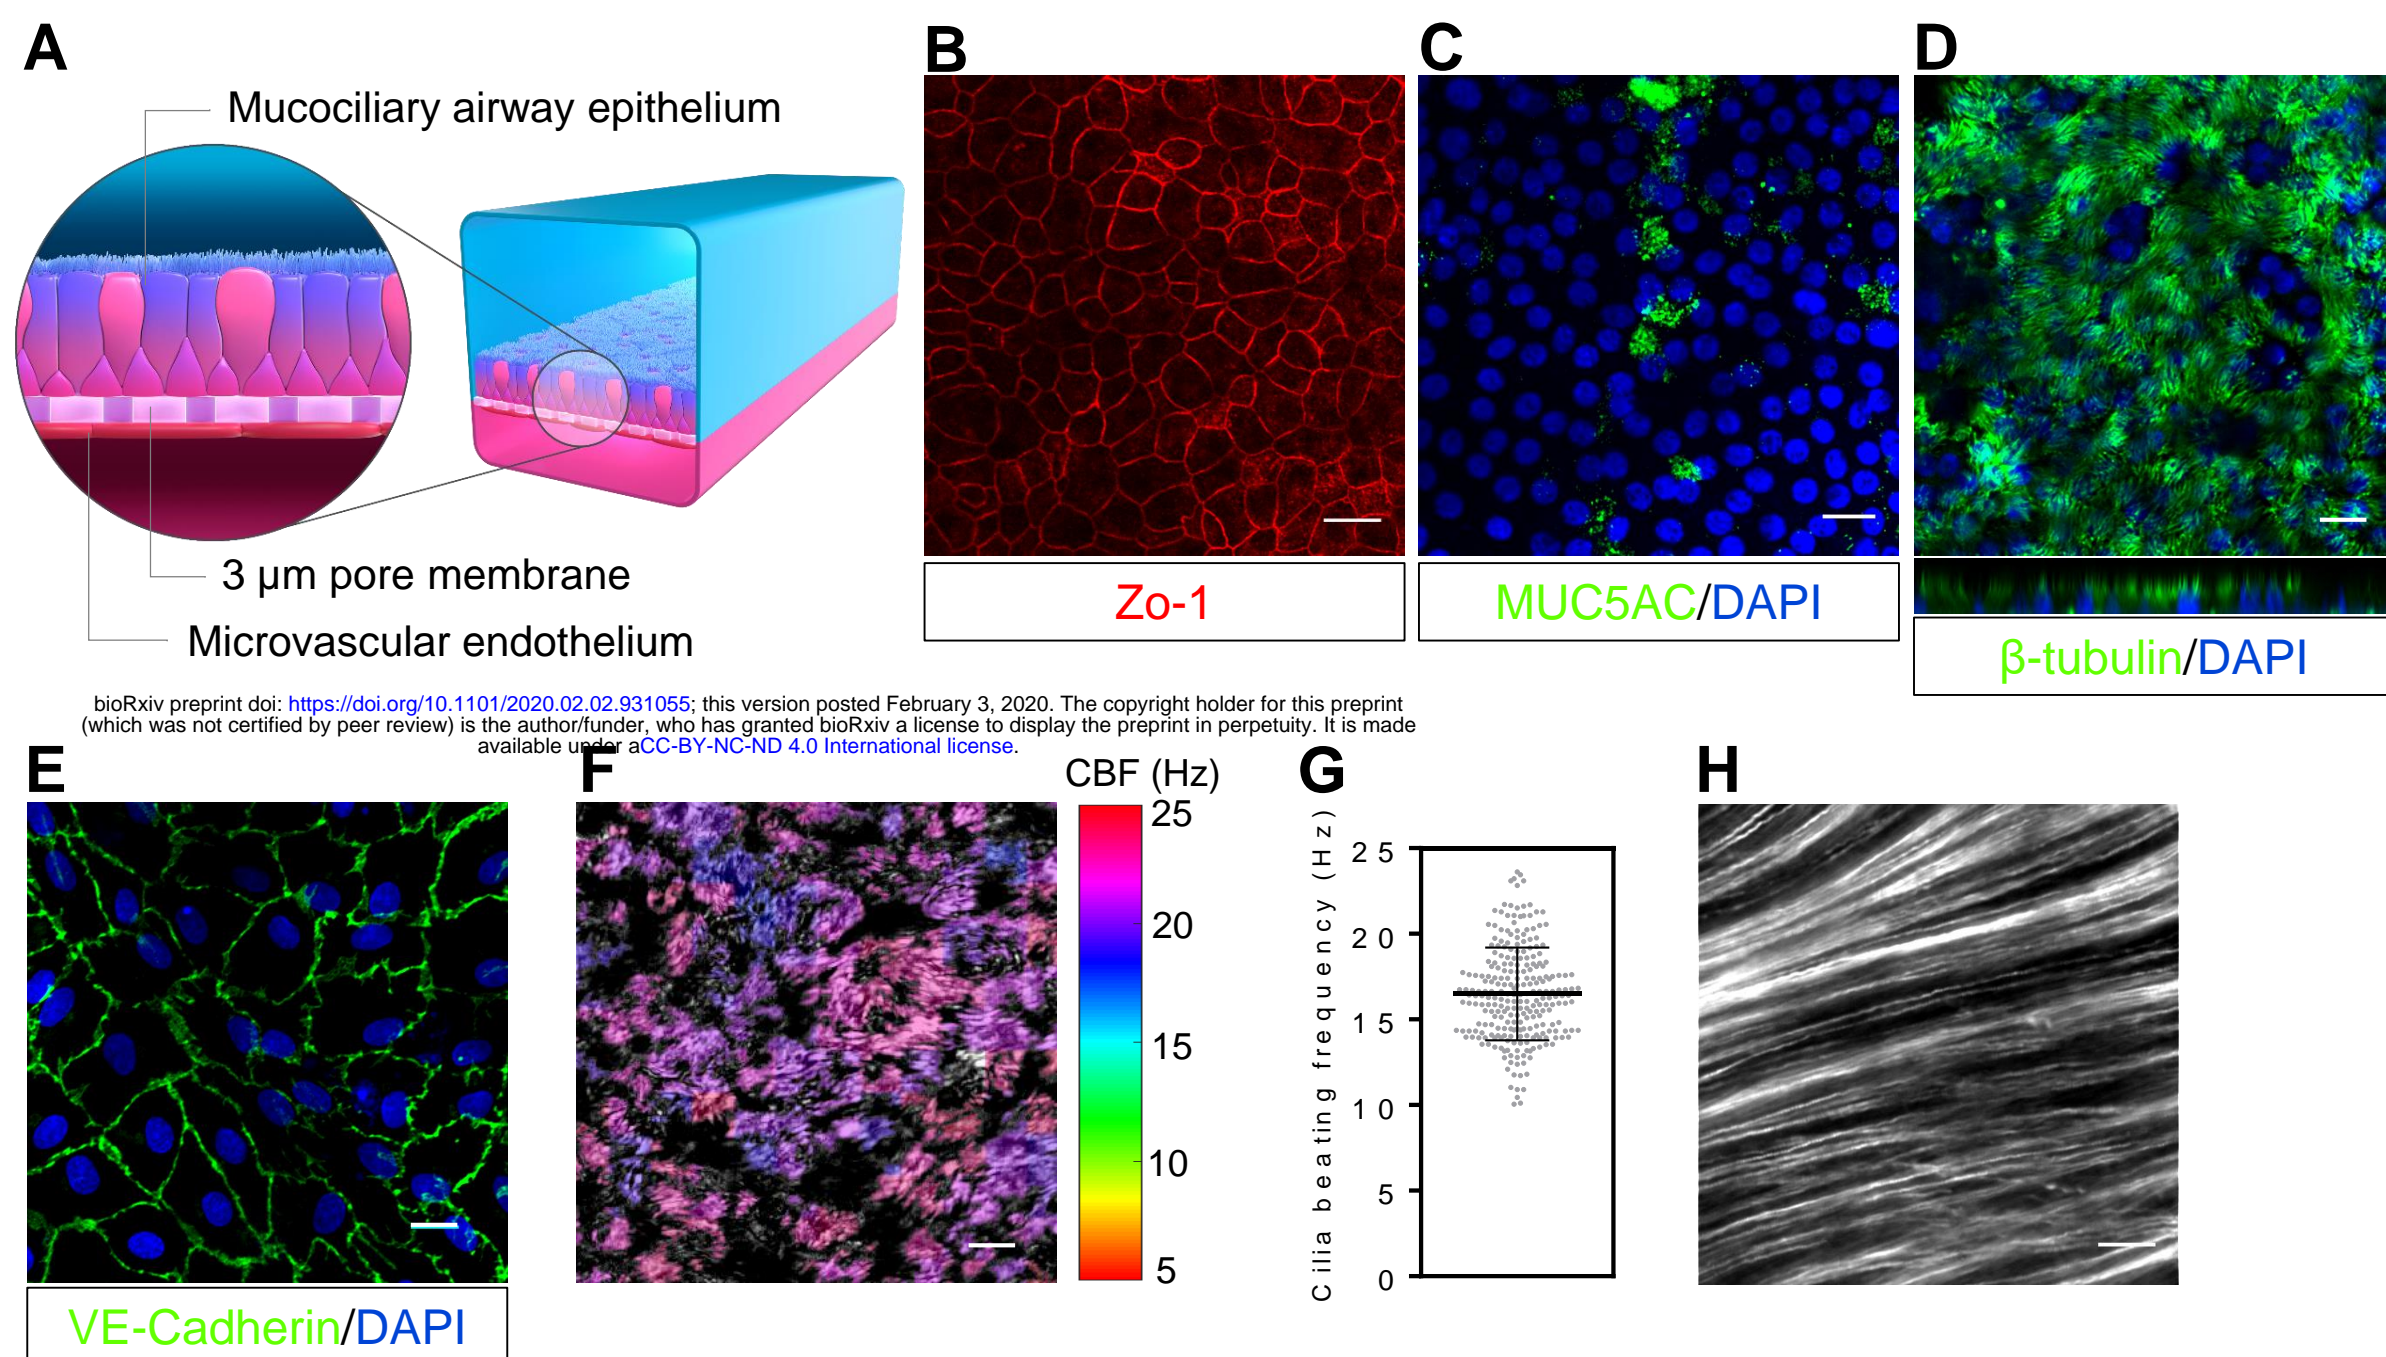 A
B
C
D
Mucociliary airway epithelium
3 µm pore membrane
Microvascular endothelium
Zo-1
MUC5AC/DAPI
β-tubulin/DAPI
bioRxiv preprint doi: https://doi.org/10.1101/2020.02.02.931055; this version posted February 3, 2020. The copyright holder for this preprint
(which was not certified by peer review) is the author/funder, who has granted bioRxiv a license to display the preprint in perpetuity. It is made
available under aCC-BY-NC-ND 4.0 International license.
E
F
G
H
CBF (Hz)
25
20
15
10
5
Cilia beating frequency (Hz)
25
20
15
10
5
0
VE-Cadherin/DAPI